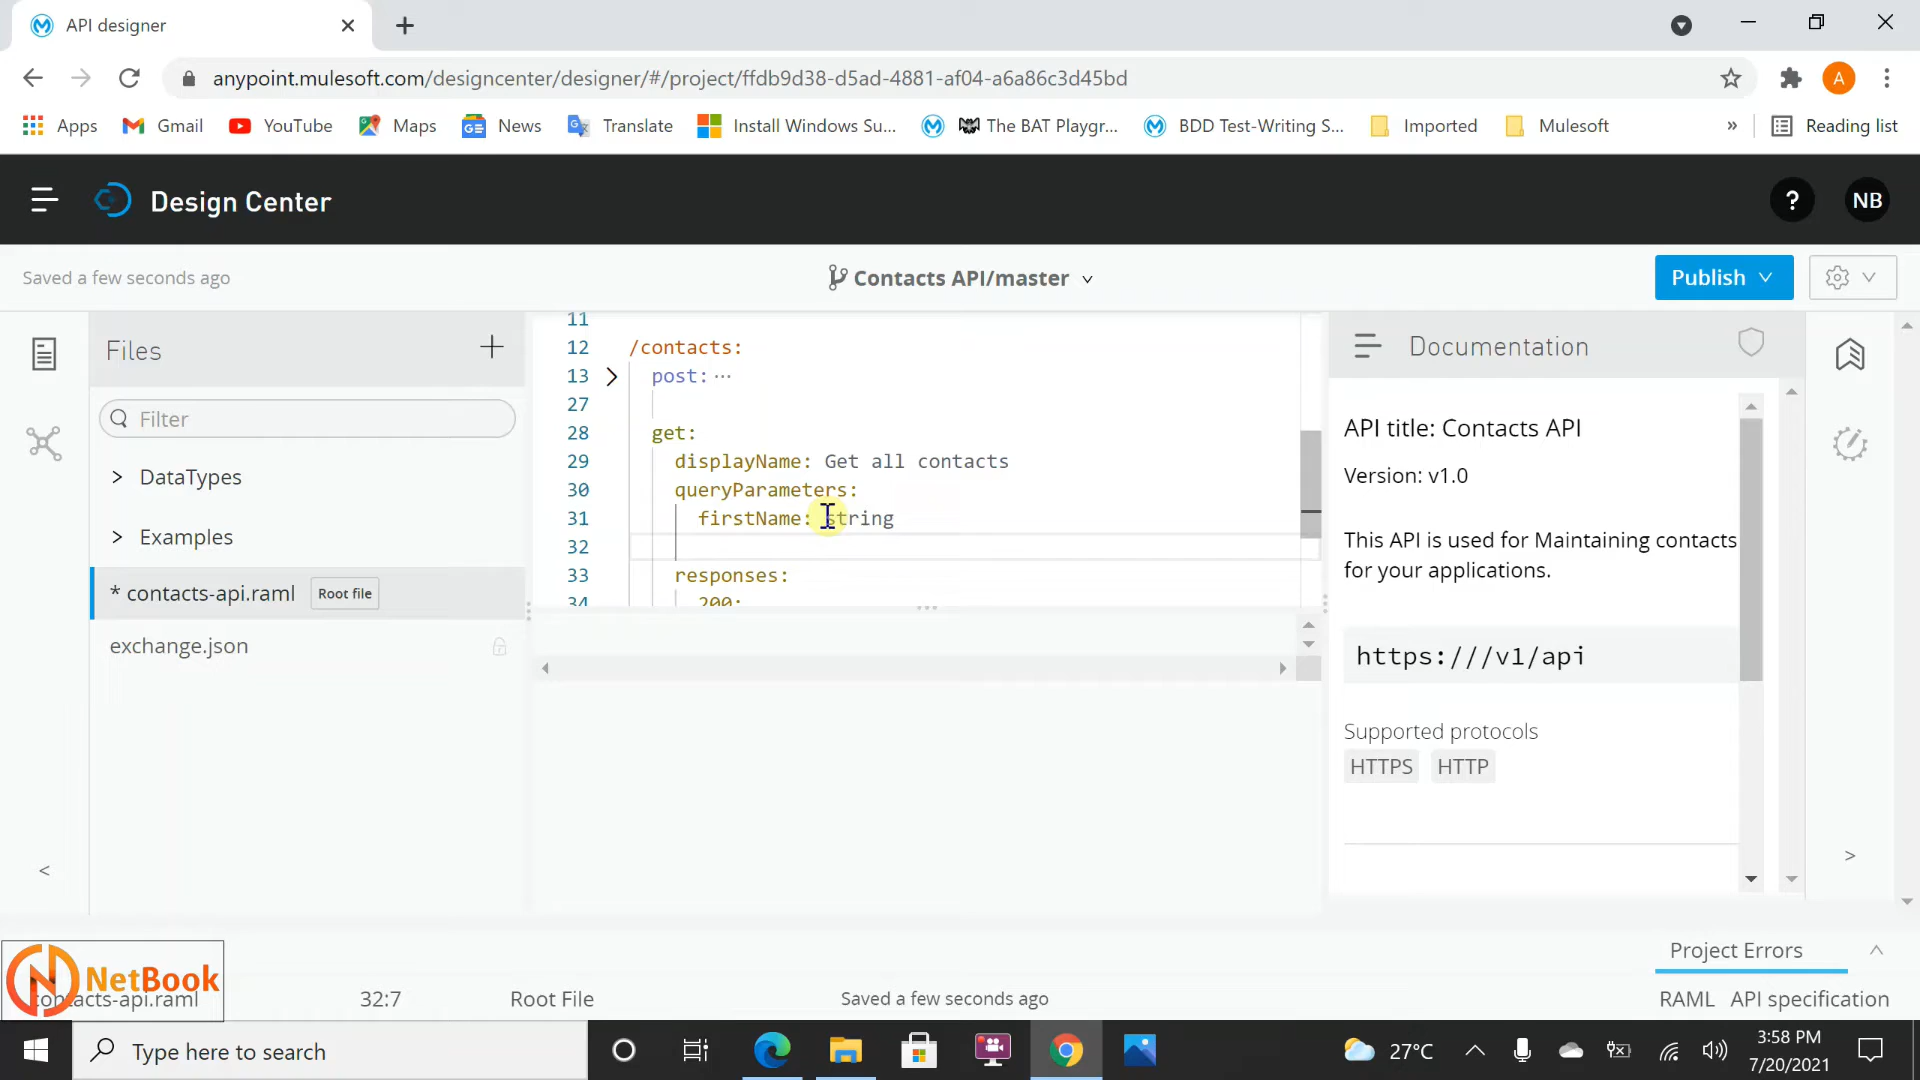 API designer
anypoint.mulesoft.com/designcenter/designer/#/project/ffdb9d38-d5ad-4881-af04-a6a86c3d45bd
A
Apps
Gmail
YouTube
Maps
News
Translate
Install Windows Su...
The BAT Playgr...
BDD Test-Writing S...
Imported
Mulesoft
»
Reading list
Design Center
?
NB
Saved a few seconds ago
Contacts API/master
Publish
Files
Filter
DataTypes
Examples
* contacts-api.raml
Root file
exchange.json
11
12 /contacts:
13 post: ...
27
28 get:
29 displayName: Get all contacts
30 queryParameters:
31 firstName: string
32
33 responses:
34 200:
Documentation
API title: Contacts API
Version: v1.0
This API is used for Maintaining contacts
for your applications.
https:///v1/api
Supported protocols
HTTPS HTTP
Project Errors
NetBook
contacts-api.raml
32:7
Root File
Saved a few seconds ago
RAML
API specification
Type here to search
27°C
3:58 PM
7/20/2021